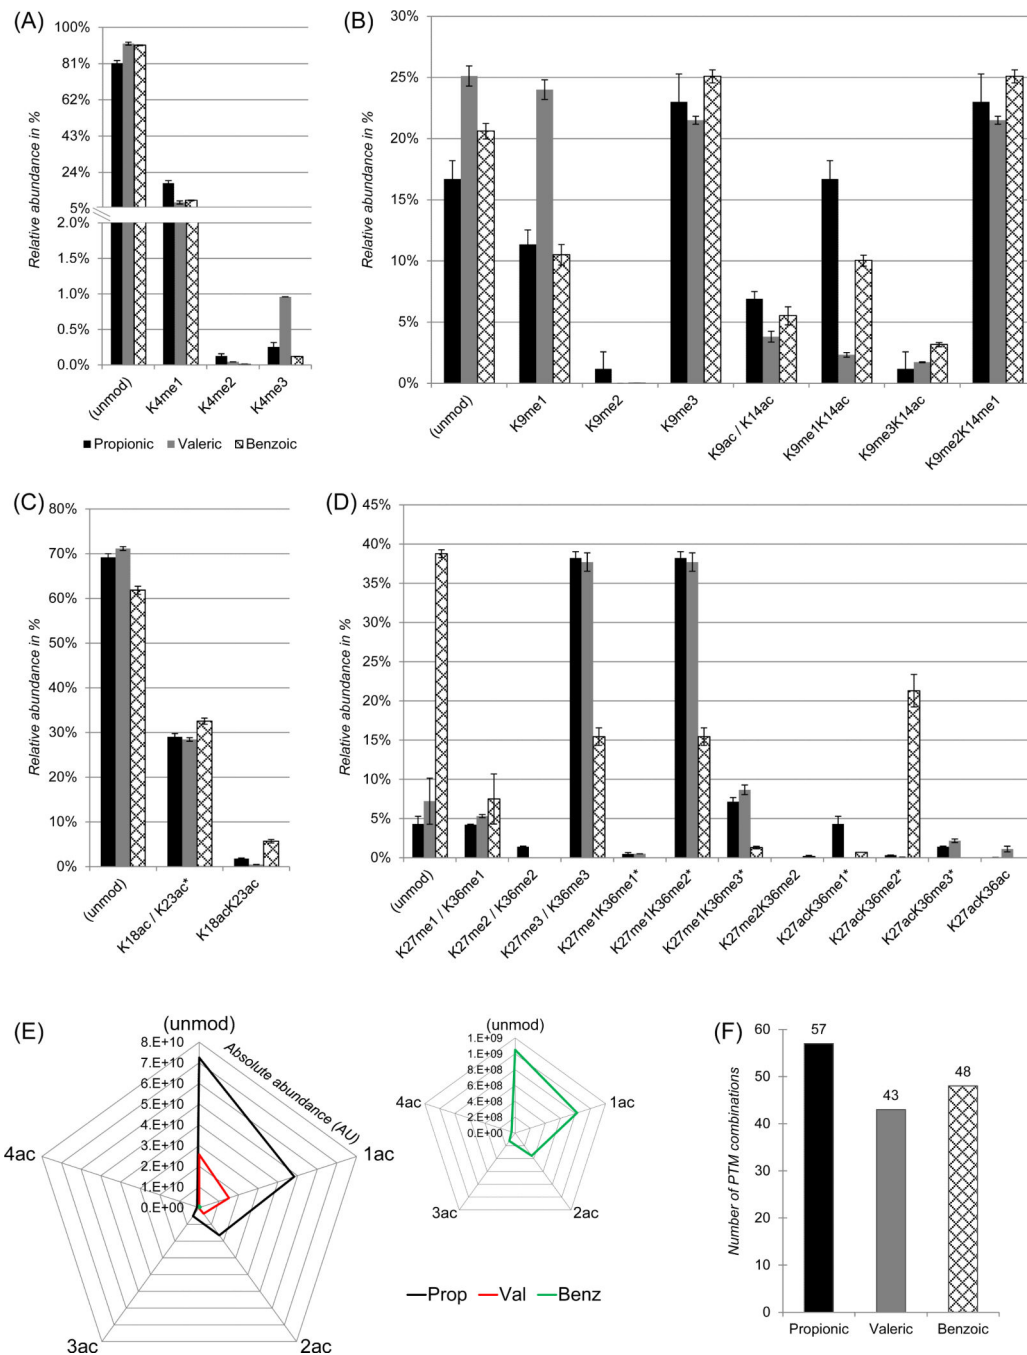 (A)
Relative abundance in %
100%
81%
62%
43%
24%
5%
2.0%
1.0%
0.5%
0.0%
(unmod)
K4me1
K4me2
K4me3
Propionic
Valeric
Benzoic
(B)
Relative abundance in %
30%
25%
20%
15%
10%
5%
0%
(unmod)
K9me1
K9me2
K9me3
K9ac / K14ac
K9me1K14ac
K9me3K14ac
K9me2K14me1
(C)
Relative abundance in %
80%
70%
60%
50%
40%
30%
20%
10%
0%
(unmod)
K18ac / K23ac*
K18acK23ac
(D)
Relative abundance in %
45%
40%
35%
30%
25%
20%
15%
10%
5%
0%
(unmod)
K27me1 / K36me1
K27me2 / K36me2
K27me3 / K36me3
K27me1K36me1*
K27me1K36me2*
K27me1K36me3*
K27me2K36me2
K27acK36me1*
K27acK36me2*
K27acK36me3*
K27acK36ac
(E)
(unmod)
8.E+10
7.E+10
6.E+10
5.E+10
4.E+10
3.E+10
2.E+10
1.E+10
0.E+00
Absolute abundance (AU)
1ac
2ac
3ac
4ac
(unmod)
1.E+09
1.E+09
8.E+08
6.E+08
4.E+08
2.E+08
0.E+00
1ac
2ac
3ac
4ac
Prop
Val
Benz
(F)
Number of PTM combinations
60
50
40
30
20
10
0
57
43
48
Propionic
Valeric
Benzoic